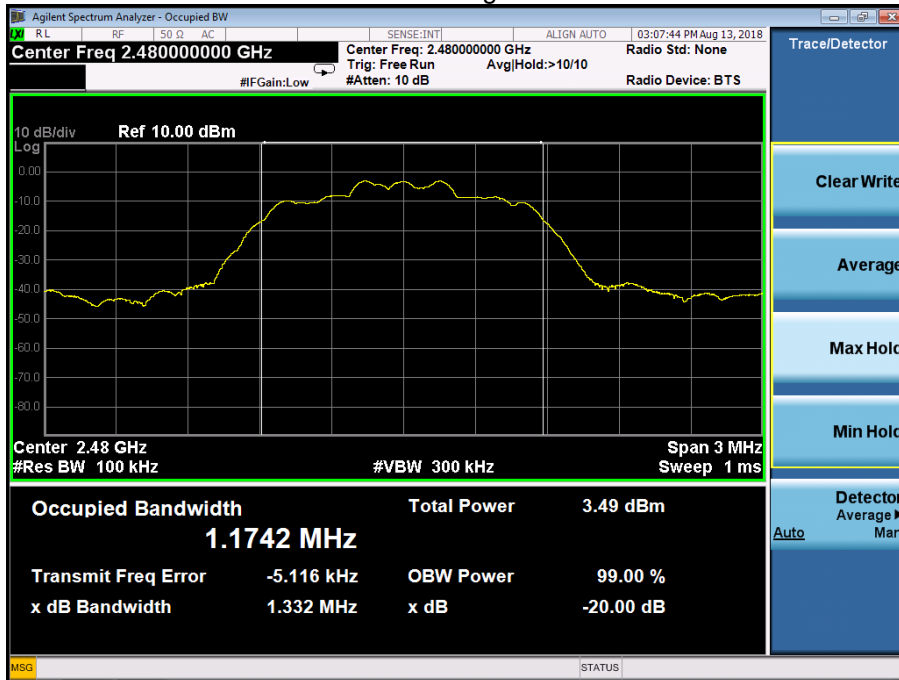 Agilent Spectrum Analyzer - Occupied BW
LXI RL RF 50 Ω AC SENSE:INT ALIGN AUTO 03:07:44 PM Aug 13, 2018
Center Freq 2.480000000 GHz
Center Freq: 2.480000000 GHz Radio Std: None
Trig: Free Run Avg|Hold:>10/10
#IFGain:Low #Atten: 10 dB Radio Device: BTS
10 dB/div Ref 10.00 dBm
Log
0.00
-10.0
-20.0
-30.0
-40.0
-50.0
-60.0
-70.0
-80.0
Center 2.48 GHz Span 3 MHz
#Res BW 100 kHz #VBW 300 kHz Sweep 1 ms
Occupied Bandwidth Total Power 3.49 dBm
1.1742 MHz
Transmit Freq Error -5.116 kHz OBW Power 99.00 %
x dB Bandwidth 1.332 MHz x dB -20.00 dB
MSG STATUS
Trace/Detector
Clear Write
Average
Max Hold
Min Hold
Detector
Average
Auto Man